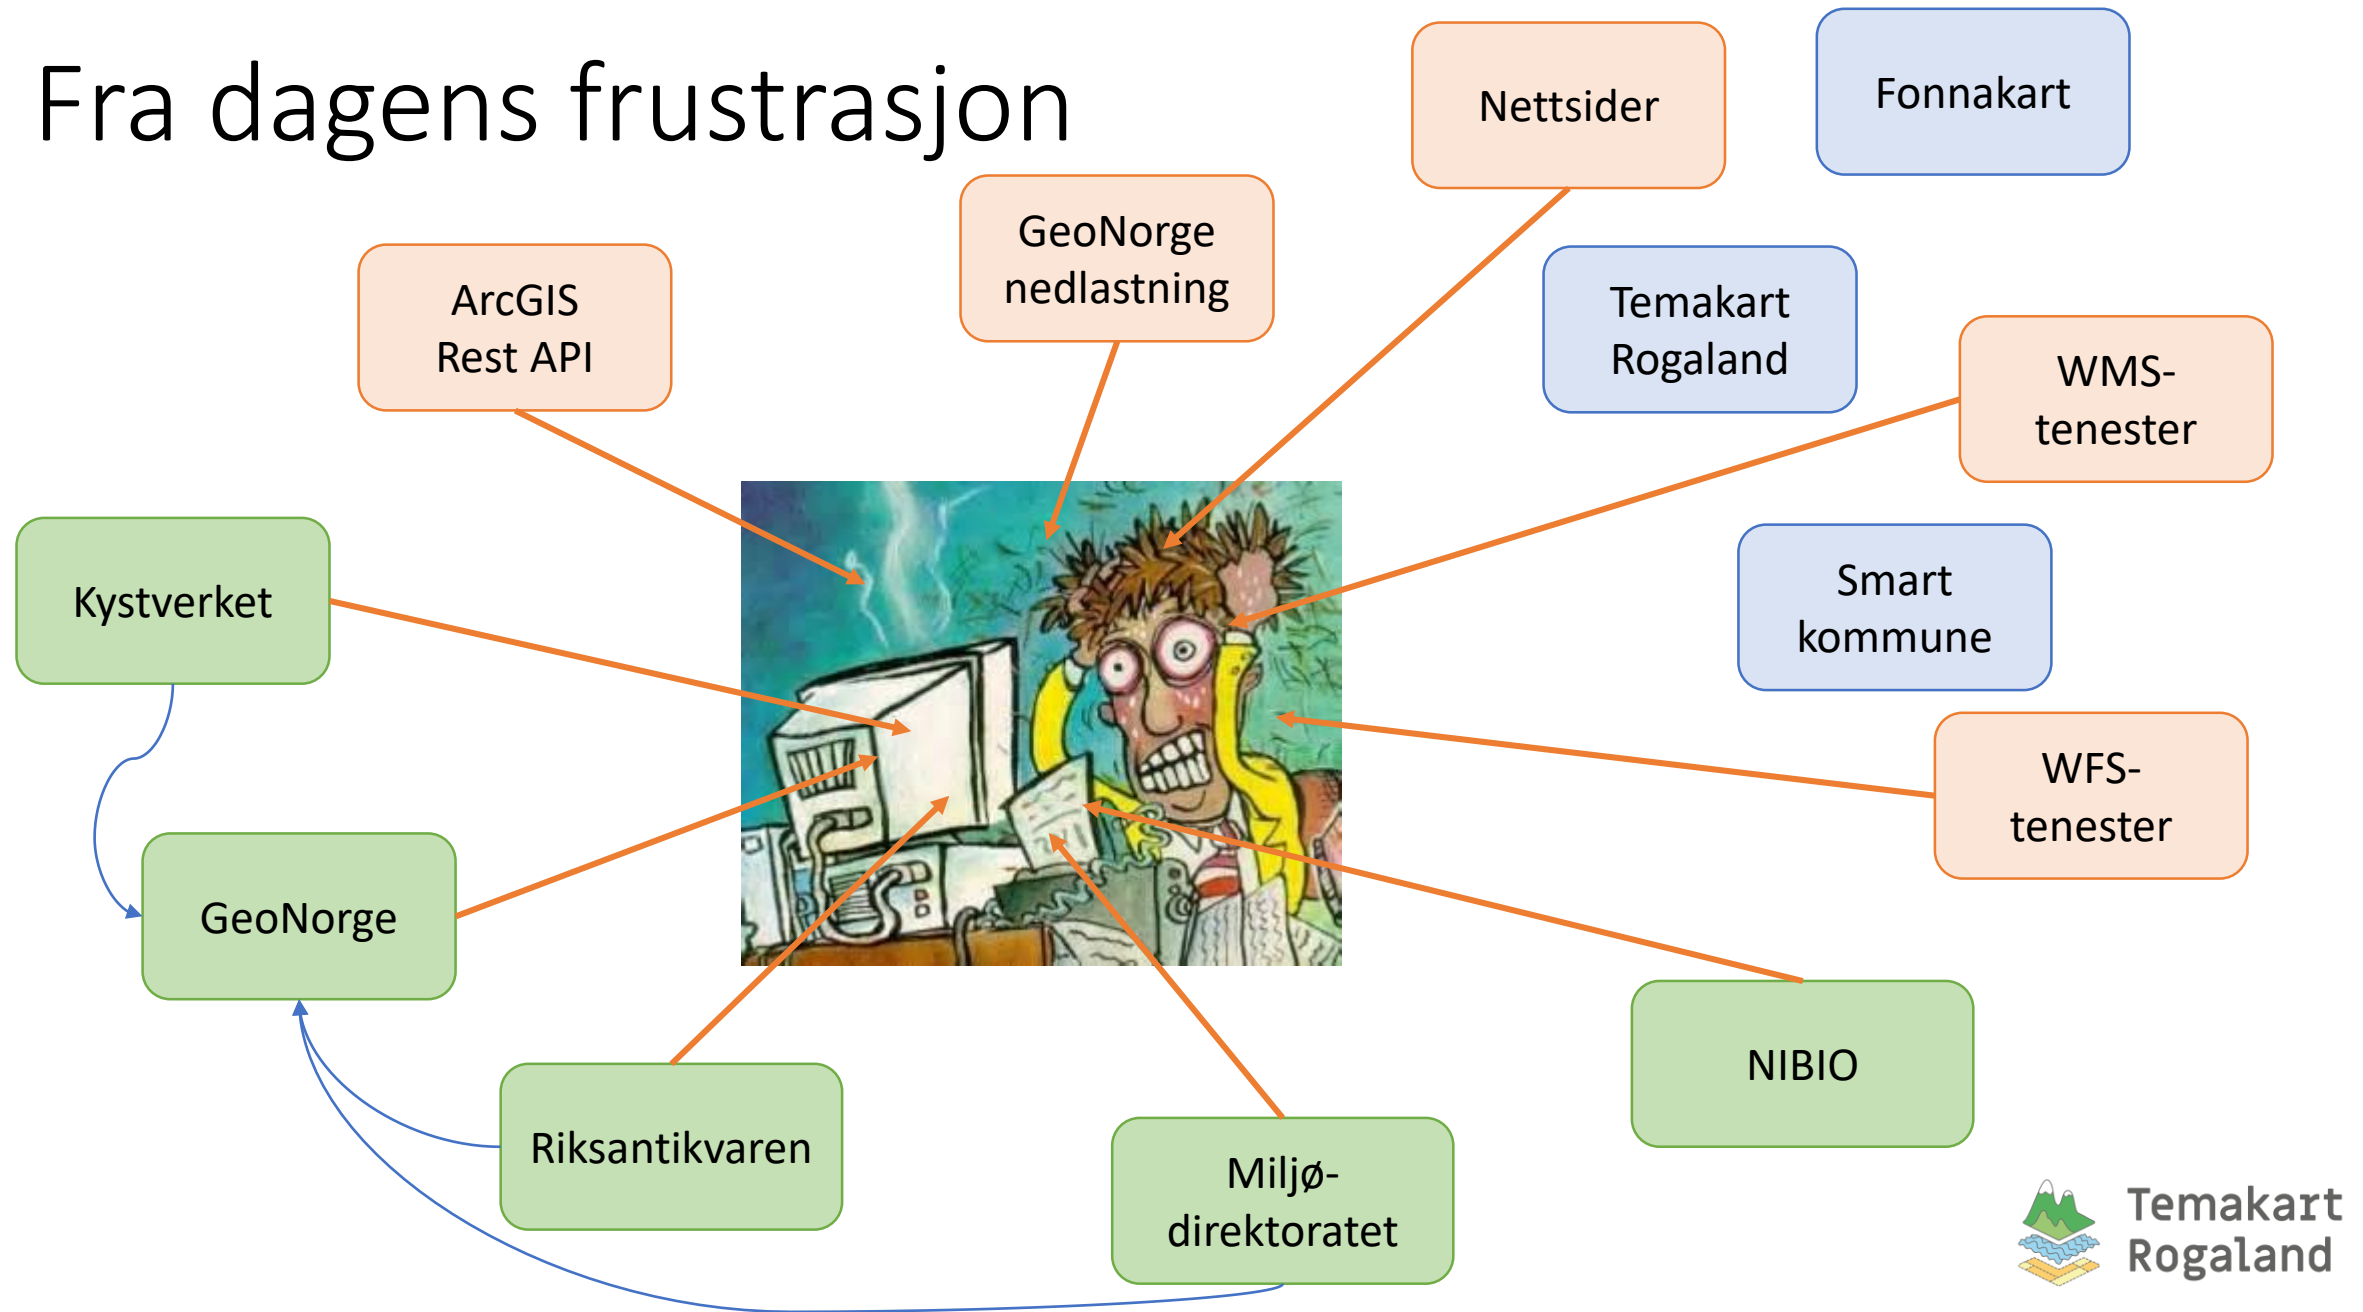 Fra dagens frustrasjon
Nettsider
Fonnakart
GeoNorge
nedlastning
ArcGIS
Rest API
Temakart
Rogaland
WMS-
tenester
Kystverket
Smart
kommune
WFS-
tenester
GeoNorge
NIBIO
Riksantikvaren
Miljø-
direktoratet
Temakart
Rogaland